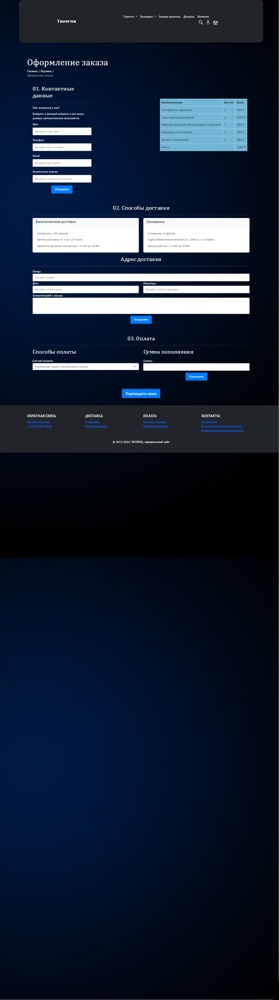 Taverna
Горячее Холодное Свежая выпечка Десерты Напитки
Оформление заказа
Главная / Корзина /
Оформление заказа
01. Контактные
данные
Уже покупали у нас?
Войдите в личный кабинет, и все ваши
данные автоматически заполнятся
Имя
Введите ваше имя
Телефон
Введите ваш телефон
Email
Введите ваш email
Количество персон
Введите количество персон
Отправить
Наименование Кол-во Цена
Хачапури по-аджарски 1 425 Р
Ланч низкокалорийный 2 1050 Р
Хинкали жаренные. Из баранины с тархуном 1 690 Р
Оджахури из телятины 2 355 Р
Долма. С бараниной 2 490 Р
Итого: 2580 Р
02. Способы доставки
Бесконтактная доставка
Стоимость: 150 рублей
Время доставки: от 1 до 1.5 часов
Диапазон времени: ежедневно с 11:00 до 23:00
Самовывоз
Стоимость: 0 рублей
Адрес:Нижнеимеретинская ул., 159А, п. г. т. Сириус
Время работы: с 11:00 до 23:00
Адрес доставки
Улица:
Введите улицу
Дом: Квартира:
Введите номер дома Введите номер квартиры
Комментарий к заказу:
Отправить
03. Оплата
Способы оплаты Сумма пополнения
Способ оплаты: Сумма:
Банковская карта/Электронные деньги
Пополнить
Подтвердить заказ
ОБРАТНАЯ СВЯЗЬ ДОСТАВКА ОПЛАТА КОНТАКТЫ
info@taverna.com О доставке Способы оплаты О компании
+7 (919) 555-43-65 Отследить заказ Безопасная оплата Пользовательское соглашение
Политика конфиденциальности
© 2012-2024, TAVERNA, официальный сайт